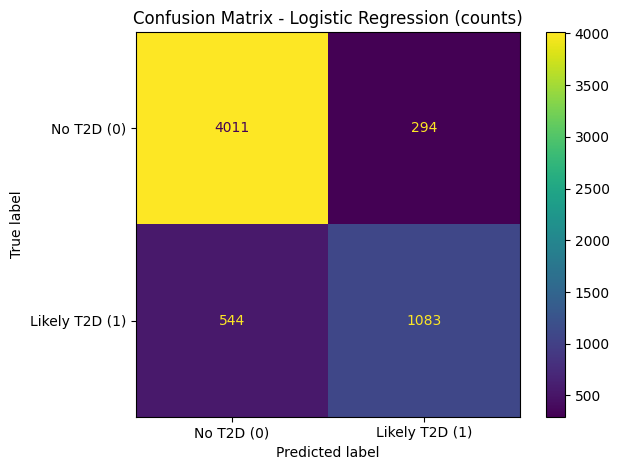 Confusion Matrix - Logistic Regression (counts)
No T2D (0)
4011
294
Likely T2D (1)
544
1083
No T2D (0)
Likely T2D (1)
Predicted label
True label
4000
3500
3000
2500
2000
1500
1000
500